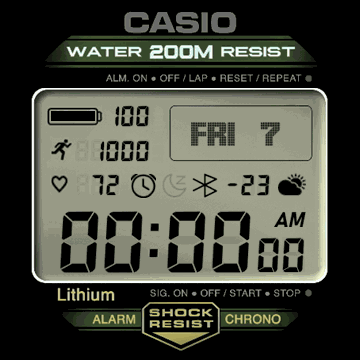 CASIO
WATER 200M RESIST
ALM. ON ● OFF / LAP ● RESET / REPEAT ●
100
FRI 7
1000
72 -23
AM
00:00 00
Lithium SIG. ON ● OFF / START ● STOP ●
ALARM SHOCK RESIST CHRONO